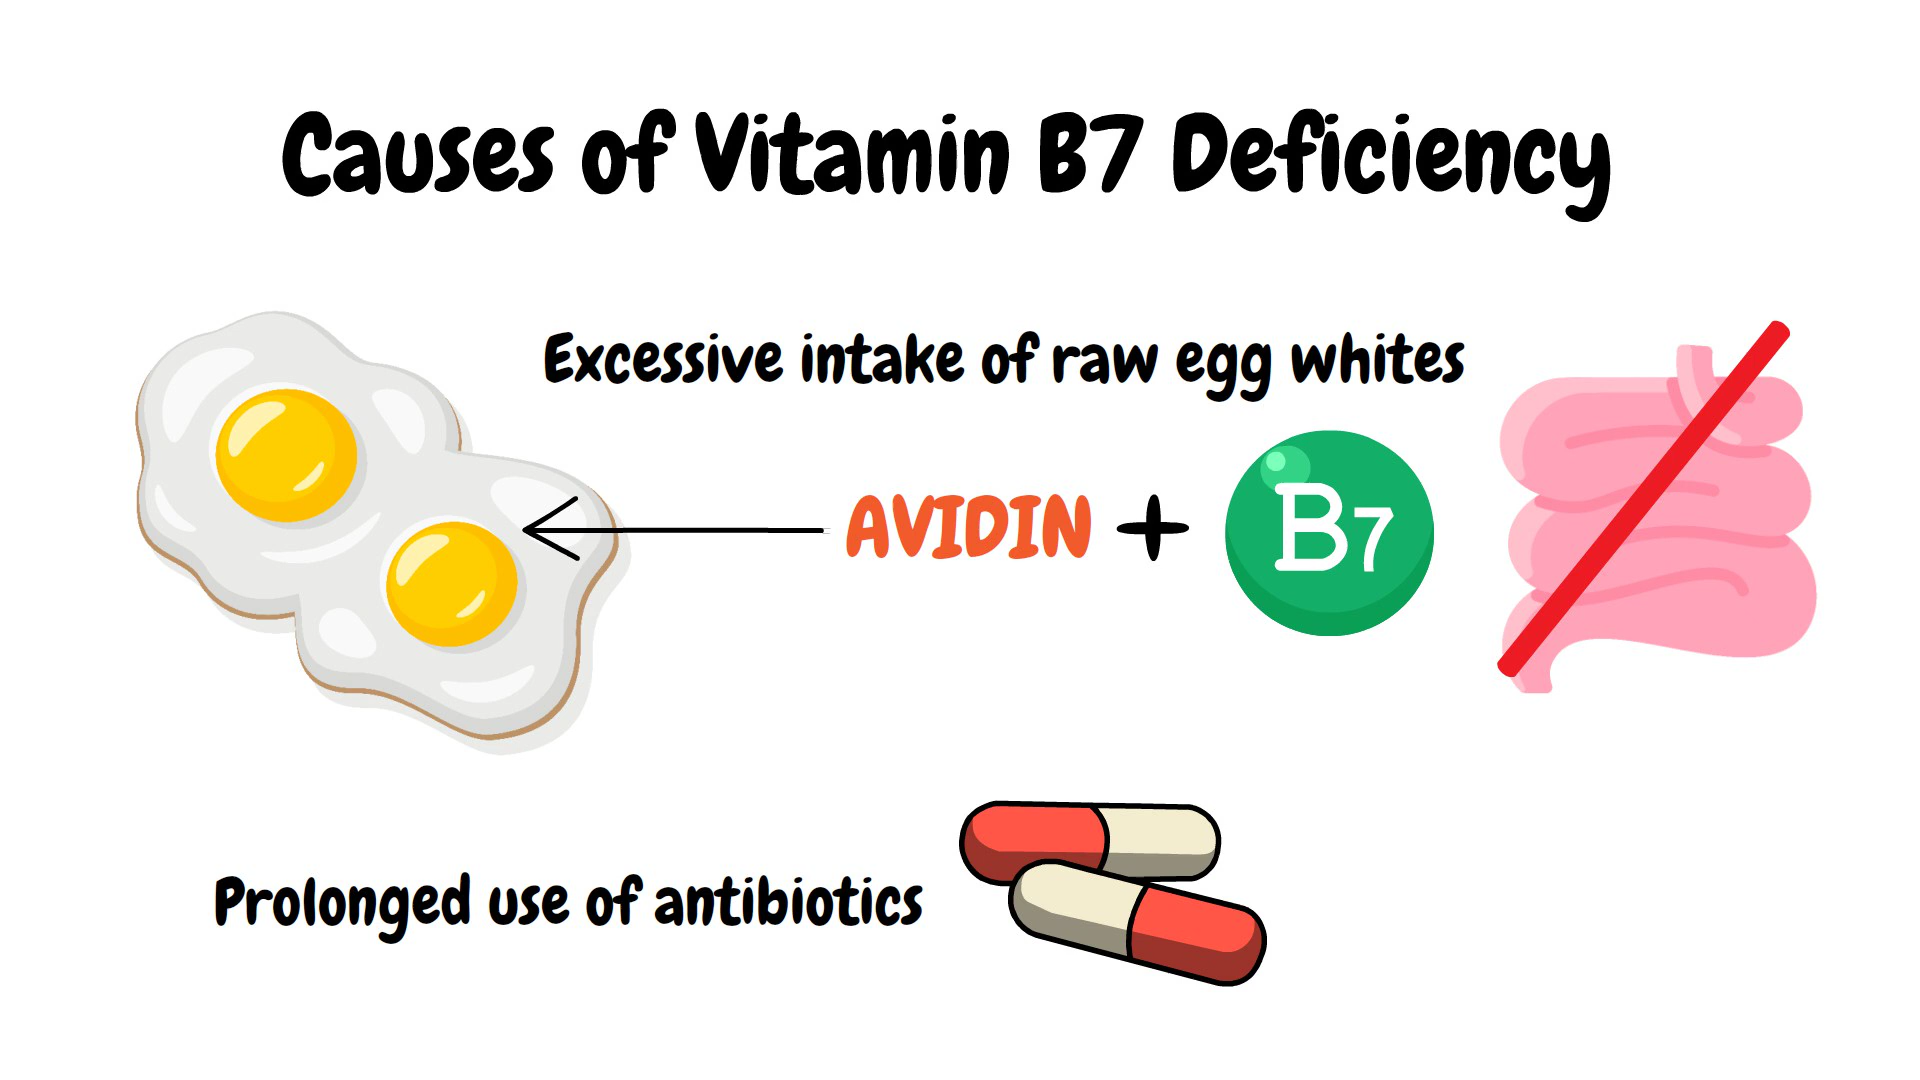 Causes of Vitamin B7 Deficiency
Excessive intake of raw egg whites
AVIDIN + B7
Prolonged use of antibiotics